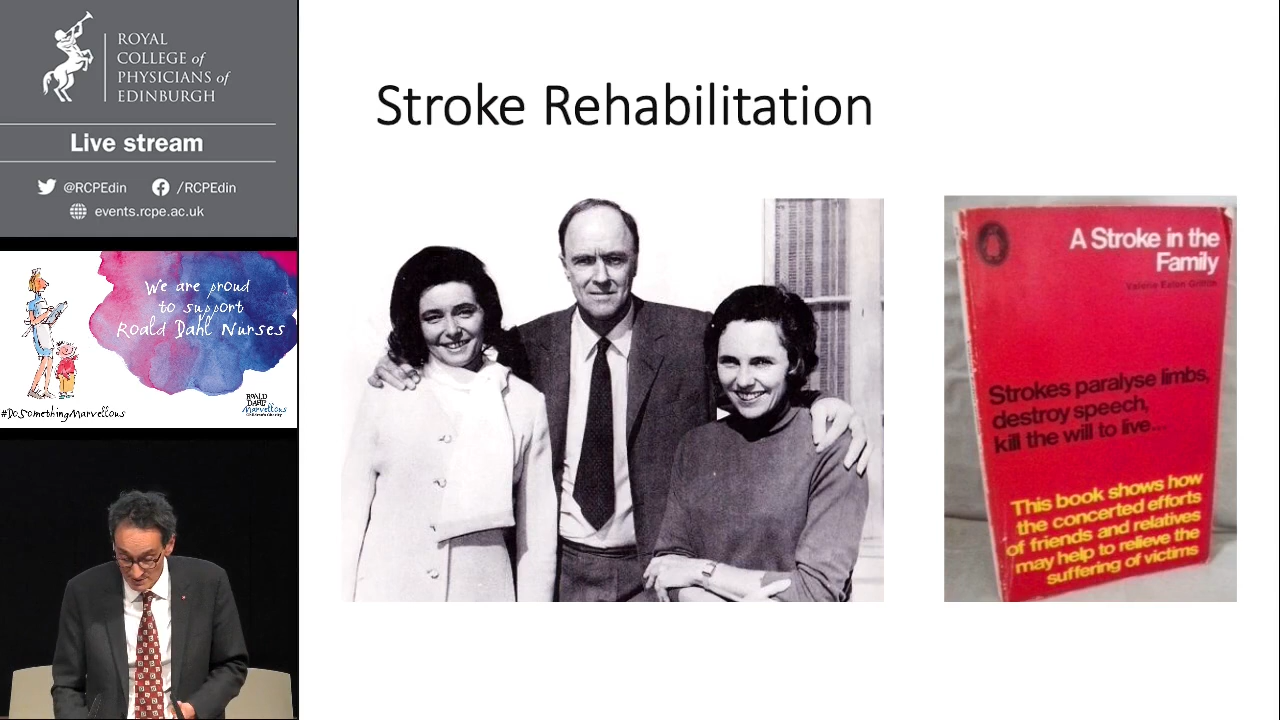 ROYAL
COLLEGE of
PHYSICIANS of
EDINBURGH
Live stream
@RCPEdin
/RCPEdin
events.rcpe.ac.uk
We are proud
to support
Roald Dahl Nurses
#DoSomethingMarvellous
ROALD
DAHL'S
Marvellous
Stroke Rehabilitation
A Stroke in the
Family
Valerie Eaton Griffith
Strokes paralyse limbs,
destroy speech,
kill the will to live...
This book shows how
the concerted efforts
of friends and relatives
may help to relieve the
suffering of victims